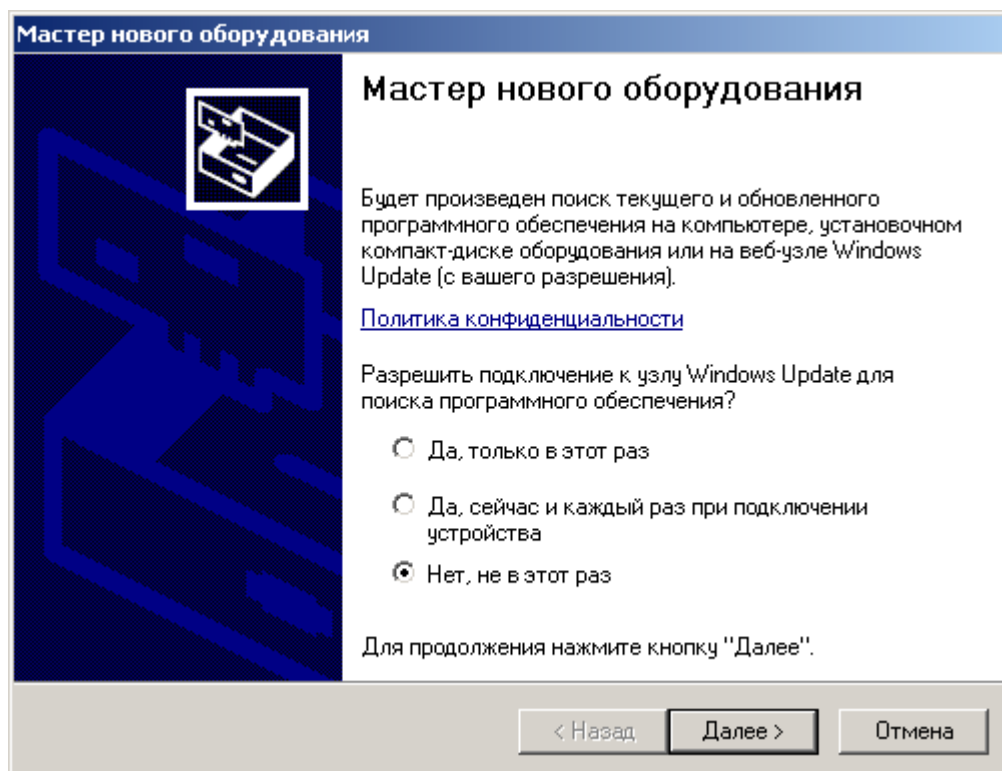 Мастер нового оборудования
Мастер нового оборудования
Будет произведен поиск текущего и обновленного
программного обеспечения на компьютере, установочном
компакт-диске оборудования или на веб-узле Windows
Update (с вашего разрешения).
Политика конфиденциальности
Разрешить подключение к узлу Windows Update для
поиска программного обеспечения?
Да, только в этот раз
Да, сейчас и каждый раз при подключении
устройства
Нет, не в этот раз
Для продолжения нажмите кнопку "Далее".
< Назад Далее > Отмена